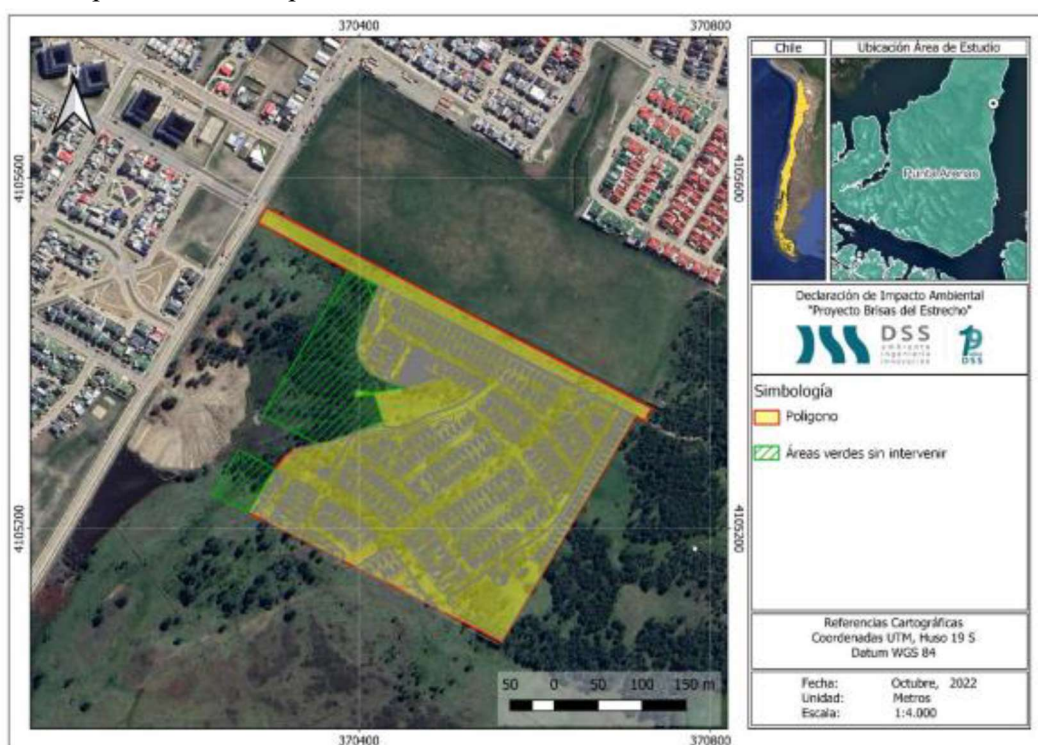 370400
370800
4105600
4105200
N
4105600
4105200
50 0 50 100 150 m
370400
370800
Chile
Ubicación Área de Estudio
Punta Arenas
Declaración de Impacto Ambiental
"Proyecto Brisas del Estrecho"
DSS
ambiente
ingeniería
innovación
19
DSS
Simbología
Poligono
Áreas verdes sin intervenir
Referencias Cartográficas
Coordenadas UTM, Huso 19 S
Datum WGS 84
Fecha: Octubre, 2022
Unidad: Metros
Escala: 1:4.000